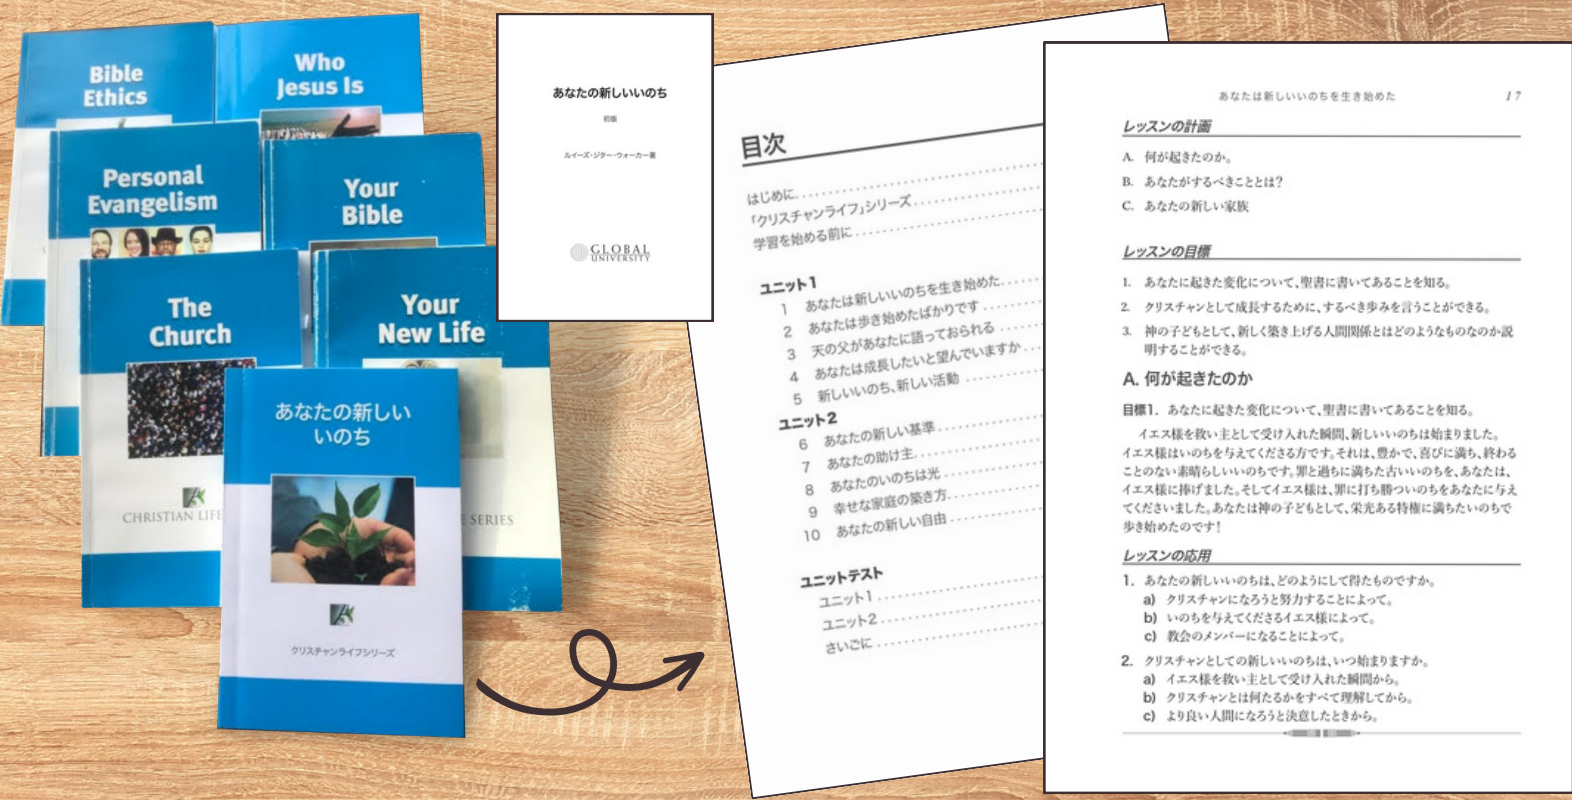 Bible
Ethics
Who
Jesus Is
Personal
Evangelism
Your
Bible
The
Church
CHRISTIAN LIFE
Your
New Life
E SERIES
あなたの新しい
いのち
クリスチャンライフシリーズ
あなたの新しいいのち
初版
ルイーズ・ジター・ウォーカー著
GLOBAL
UNIVERSITY
目次
はじめに
「クリスチャンライフ」シリーズ
学習を始める前に
ユニット1
1 あなたは新しいいのちを生き始めた
2 あなたは歩き始めたばかりです
3 天の父があなたに語っておられる
4 あなたは成長したいと望んでいますか
5 新しいいのち、新しい活動
ユニット2
6 あなたの新しい基準
7 あなたの助け主
8 あなたのいのちは光
9 幸せな家庭の築き方
10 あなたの新しい自由
ユニットテスト
ユニット1
ユニット2
さいごに
あなたは新しいいのちを生き始めた 17
レッスンの計画
A. 何が起きたのか。
B. あなたがするべきこととは?
C. あなたの新しい家族
レッスンの目標
1. あなたに起きた変化について、聖書に書いてあることを知る。
2. クリスチャンとして成長するために、するべき歩みを言うことができる。
3. 神の子どもとして、新しく築き上げる人間関係とはどのようなものなのか説
明することができる。
A. 何が起きたのか
目標1. あなたに起きた変化について、聖書に書いてあることを知る。
イエス様を救い主として受け入れた瞬間、新しいいのちは始まりました。
イエス様はいのちを与えてくださる方です。それは、豊かで、喜びに満ち、終わる
ことのない素晴らしいいのちです。罪と過ちに満ちた古いいのちを、あなたは、
イエス様に捧げました。そしてイエス様は、罪に打ち勝ついのちをあなたに与え
てくださいました。あなたは神の子どもとして、栄光ある特権に満ちたいのちで
歩き始めたのです!
レッスンの応用
1. あなたの新しいいのちは、どのようにして得たものですか。
a) クリスチャンになろうと努力することによって。
b) いのちを与えてくださるイエス様によって。
c) 教会のメンバーになることによって。
2. クリスチャンとしての新しいいのちは、いつ始まりますか。
a) イエス様を救い主として受け入れた瞬間から。
b) クリスチャンとは何たるかをすべて理解してから。
c) より良い人間になろうと決意したときから。